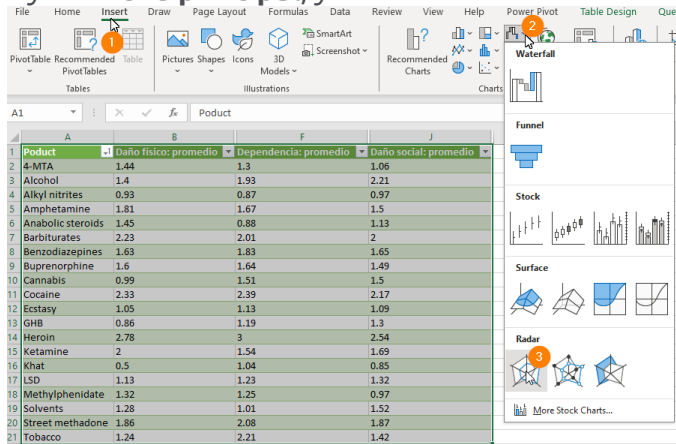 File Home Insert Draw Page Layout Formulas Data Review View Help Power Pivot Table Design
1
2
PivotTable Recommended Table Pictures Shapes Icons 3D SmartArt
PivotTables Models Screenshot Recommended
Charts
Tables Illustrations Charts
Waterfall
Funnel
Stock
Surface
Radar
3
More Stock Charts...
A1 fx Poduct
A B F J
1 Poduct Daño físico: promedio Dependencia: promedio Daño social: promedio
2 4-MTA 1.44 1.3 1.06
3 Alcohol 1.4 1.93 2.21
4 Alkyl nitrites 0.93 0.87 0.97
5 Amphetamine 1.81 1.67 1.5
6 Anabolic steroids 1.45 0.88 1.13
7 Barbiturates 2.23 2.01 2
8 Benzodiazepines 1.63 1.83 1.65
9 Buprenorphine 1.6 1.64 1.49
10 Cannabis 0.99 1.51 1.5
11 Cocaine 2.33 2.39 2.17
12 Ecstasy 1.05 1.13 1.09
13 GHB 0.86 1.19 1.3
14 Heroin 2.78 3 2.54
15 Ketamine 2 1.54 1.69
16 Khat 0.5 1.04 0.85
17 LSD 1.13 1.23 1.32
18 Methylphenidate 1.32 1.25 0.97
19 Solvents 1.28 1.01 1.52
20 Street methadone 1.86 2.08 1.87
21 Tobacco 1.24 2.21 1.42